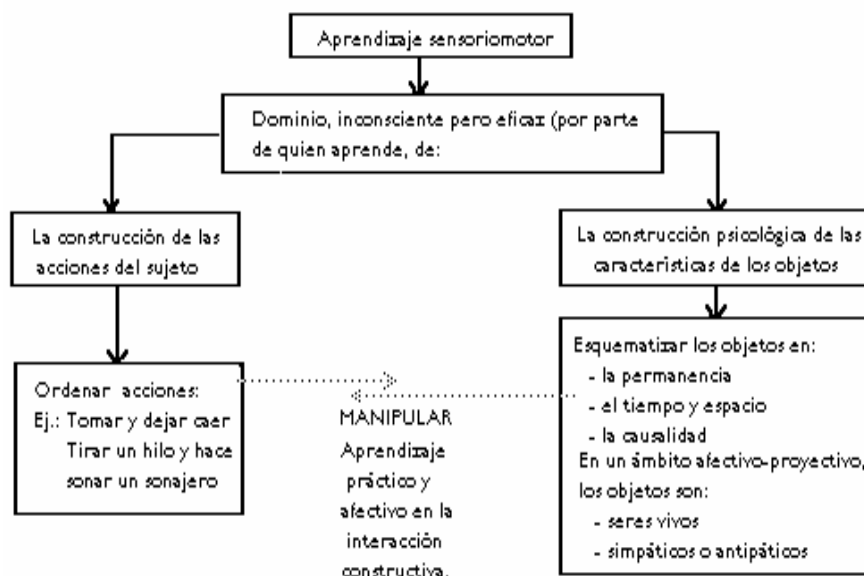 Aprendizaje sensoriomotor
Dominio, inconsciente pero eficaz (por parte
de quien aprende, de:
La construcción de las
acciones del sujeto
La construcción psicológica de las
características de los objetos
Ordenar acciones:
Ej.: Tomar y dejar caer
Tirar un hilo y hace
sonar un sonajero
MANIPULAR
Aprendizaje
práctico y
afectivo en la
interacción
constructiva.
Esquematizar los objetos en:
- la permanencia
- el tiempo y espacio
- la causalidad
En un ámbito afectivo-proyectivo,
los objetos son:
- seres vivos
- simpáticos o antipáticos